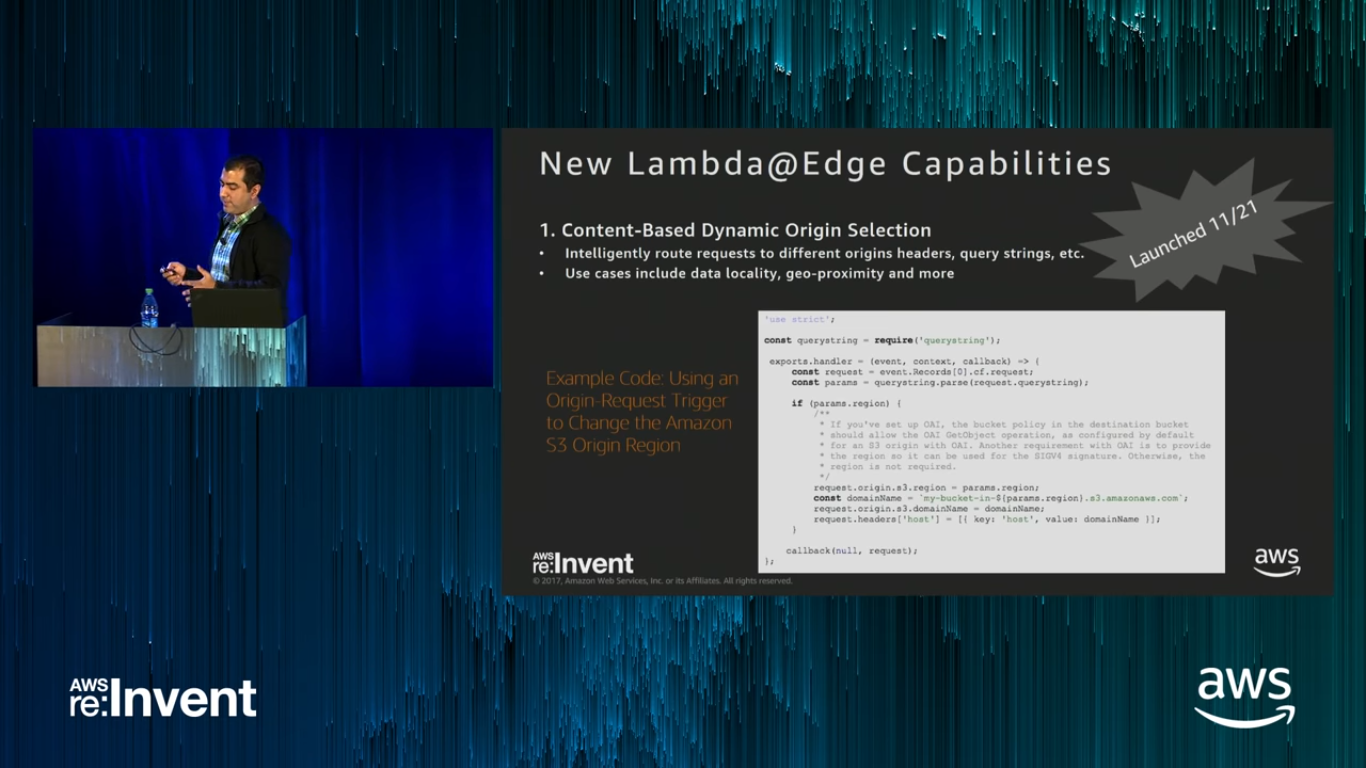 New Lambda@Edge Capabilities
Launched 11/21
1. Content-Based Dynamic Origin Selection
• Intelligently route requests to different origins headers, query strings, etc.
• Use cases include data locality, geo-proximity and more
Example Code: Using an
Origin-Request Trigger
to Change the Amazon
S3 Origin Region
'use strict';
const querystring = require('querystring');
exports.handler = (event, context, callback) => {
const request = event.Records[0].cf.request;
const params = querystring.parse(request.querystring);
if (params.region) {
/**
* If you've set up OAI, the bucket policy in the destination bucket
* should allow the OAI GetObject operation, as configured by default
* for an S3 origin with OAI. Another requirement with OAI is to provide
* the region so it can be used for the SIGV4 signature. Otherwise, the
* region is not required.
*/
request.origin.s3.region = params.region;
const domainName = `my-bucket-in-${params.region}.s3.amazonaws.com`;
request.origin.s3.domainName = domainName;
request.headers['host'] = [{ key: 'host', value: domainName }];
}
callback(null, request);
};
AWS
re:Invent
© 2017, Amazon Web Services, Inc. or its Affiliates. All rights reserved.
aws
AWS
re:Invent
aws